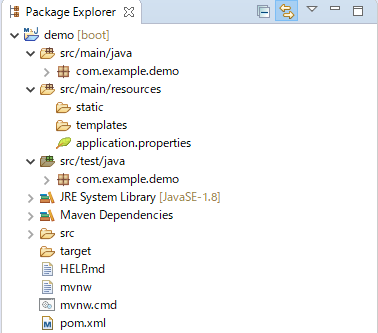 Package Explorer
demo [boot]
src/main/java
com.example.demo
src/main/resources
static
templates
application.properties
src/test/java
com.example.demo
JRE System Library [JavaSE-1.8]
Maven Dependencies
src
target
HELP.md
mvnw
mvnw.cmd
pom.xml